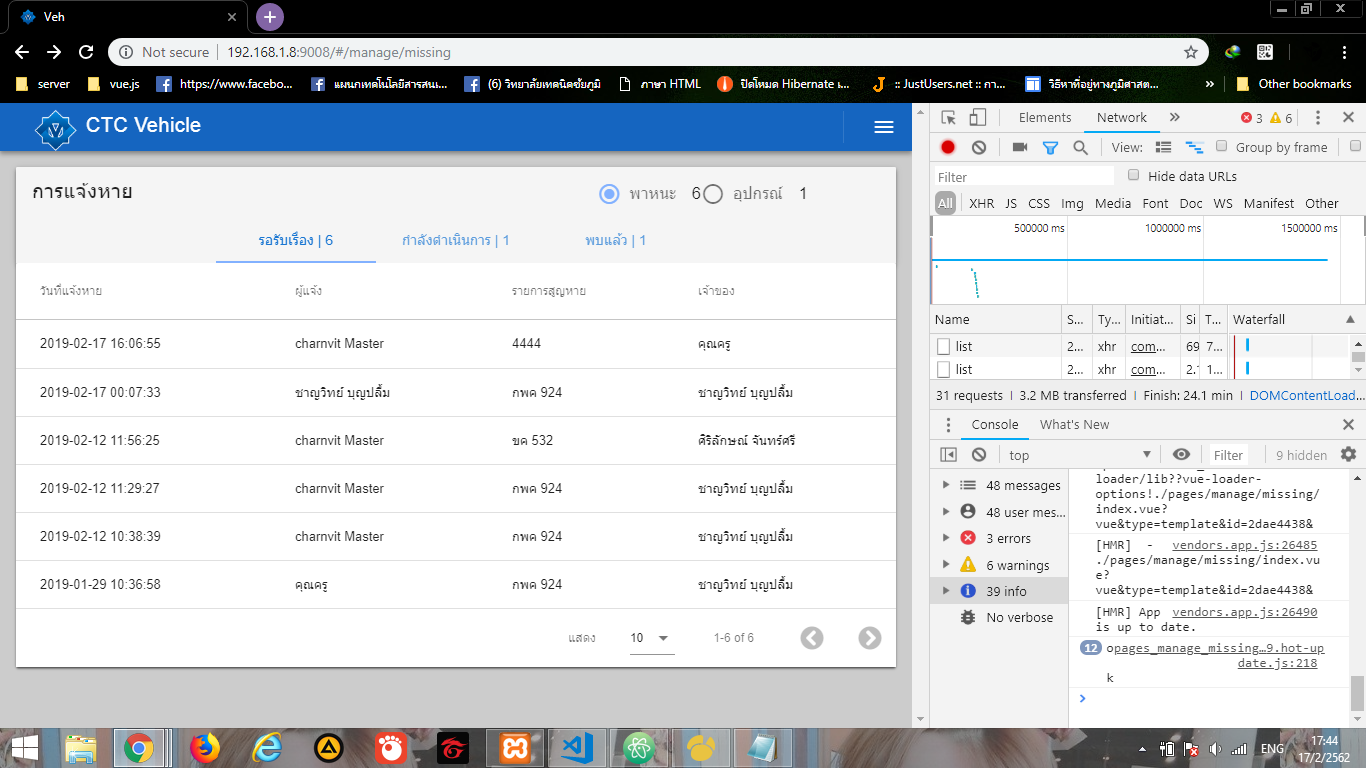 Veh
Not secure | 192.168.1.8:9008/#/manage/missing
server vue.js https://www.facebo... แผนกเทคโนโลยีสารสน... (6) วิทยาลัยเทคนิคชัยภูมิ ภาษา HTML ปิดโหมด Hibernate เ... :: JustUsers.net :: กา... วิธีหาที่อยู่ทางภูมิศาสต... » Other bookmarks
CTC Vehicle
การแจ้งหาย พาหนะ 6 อุปกรณ์ 1
รอรับเรื่อง | 6 กำลังดำเนินการ | 1 พบแล้ว | 1
วันที่แจ้งหาย ผู้แจ้ง รายการสูญหาย เจ้าของ
2019-02-17 16:06:55 charnvit Master 4444 คุณครู
2019-02-17 00:07:33 ชาญวิทย์ บุญปลื้ม กพค 924 ชาญวิทย์ บุญปลื้ม
2019-02-12 11:56:25 charnvit Master ขค 532 ศิริลักษณ์ จันทร์ศรี
2019-02-12 11:29:27 charnvit Master กพค 924 ชาญวิทย์ บุญปลื้ม
2019-02-12 10:38:39 charnvit Master กพค 924 ชาญวิทย์ บุญปลื้ม
2019-01-29 10:36:58 คุณครู กพค 924 ชาญวิทย์ บุญปลื้ม
แสดง 10 1-6 of 6
Elements Network » 3 6
View: Group by frame
Filter Hide data URLs
All XHR JS CSS Img Media Font Doc WS Manifest Other
500000 ms 1000000 ms 1500000 ms
Name S... Ty... Initiat... Si T... Waterfall
list 2... xhr com... 69 7...
list 2... xhr com... 2.1 1...
31 requests | 3.2 MB transferred | Finish: 24.1 min | DOMContentLoad...
Console What's New
top Filter 9 hidden
48 messages
48 user mes...
3 errors
6 warnings
39 info
No verbose
loader/lib??vue-loader-
options!./pages/manage/missing/
index.vue?
vue&type=template&id=2dae4438&
[HMR] - vendors.app.js:26485
./pages/manage/missing/index.vu
e?
vue&type=template&id=2dae4438&
[HMR] App vendors.app.js:26490
is up to date.
12 opages_manage_missing…9.hot-up
date.js:218
k
ENG 17:44
17/2/2562